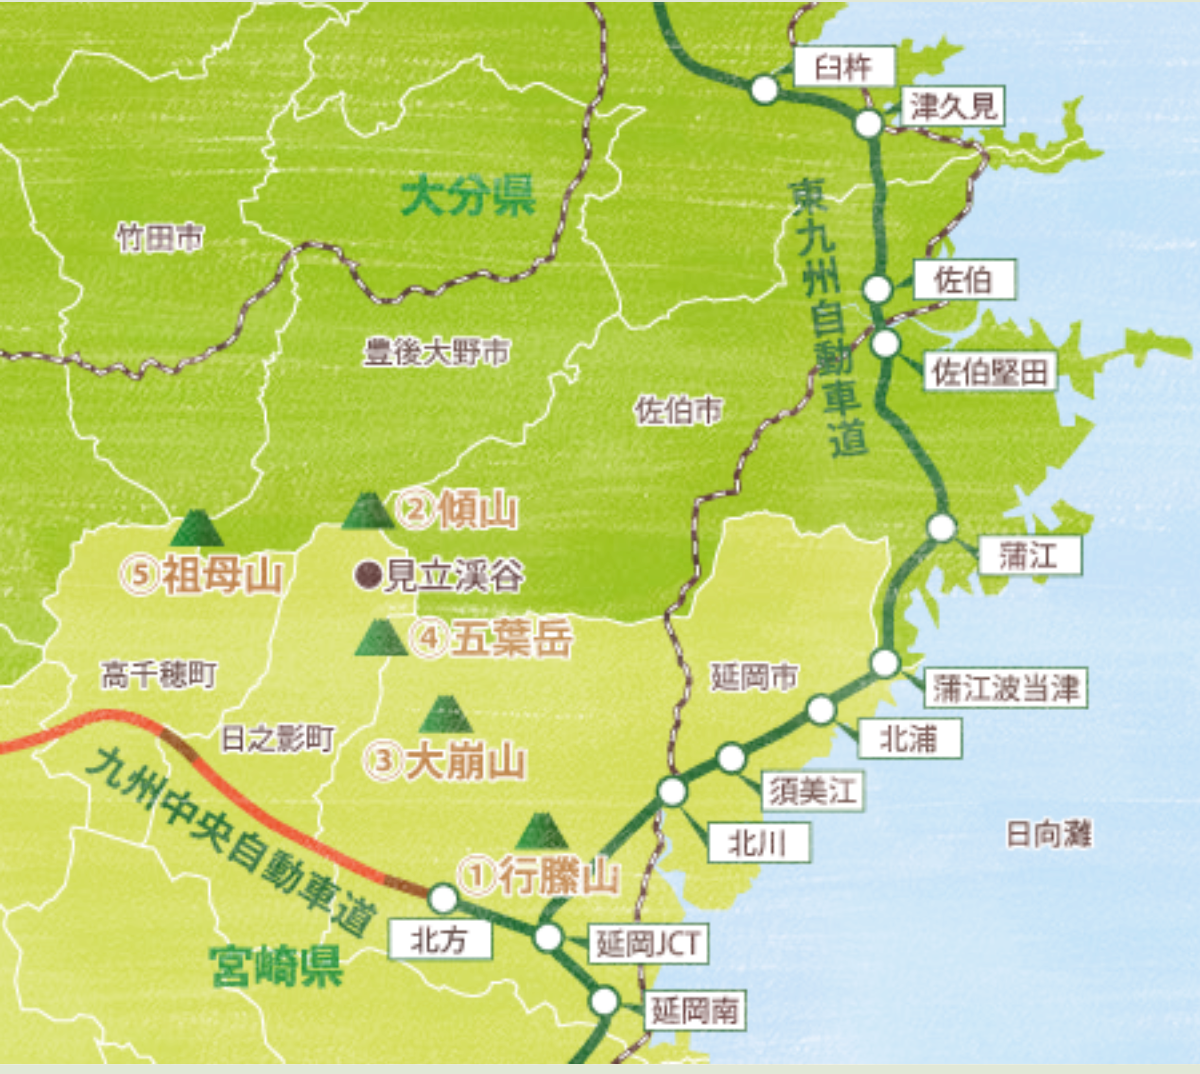 臼杵
津久見
大分県
東九州自動車道
竹田市
佐伯
豊後大野市
佐伯堅田
佐伯市
②傾山
蒲江
⑤祖母山
●見立渓谷
④五葉岳
高千穂町
延岡市
蒲江波当津
日之影町
北浦
③大崩山
須美江
九州中央自動車道
北川
日向灘
①行縢山
北方
延岡JCT
宮崎県
延岡南